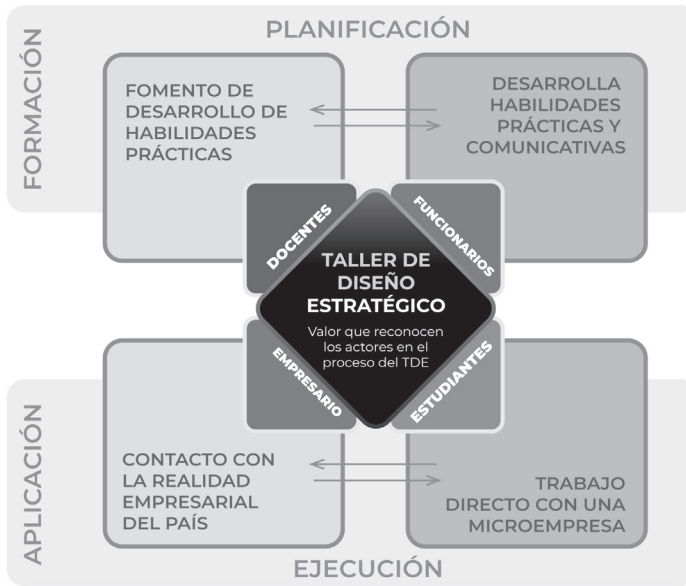 PLANIFICACIÓN
FORMACIÓN
FOMENTO DE
DESARROLLO DE
HABILIDADES
PRÁCTICAS
DESARROLLA
HABILIDADES
PRÁCTICAS Y
COMUNICATIVAS
DOCENTES
FUNCIONARIOS
TALLER DE
DISEÑO
ESTRATÉGICO
Valor que reconocen
los actores en el
proceso del TDE
EMPRESARIO
ESTUDIANTES
APLICACIÓN
CONTACTO CON
LA REALIDAD
EMPRESARIAL
DEL PAÍS
TRABAJO
DIRECTO CON UNA
MICROEMPRESA
EJECUCIÓN